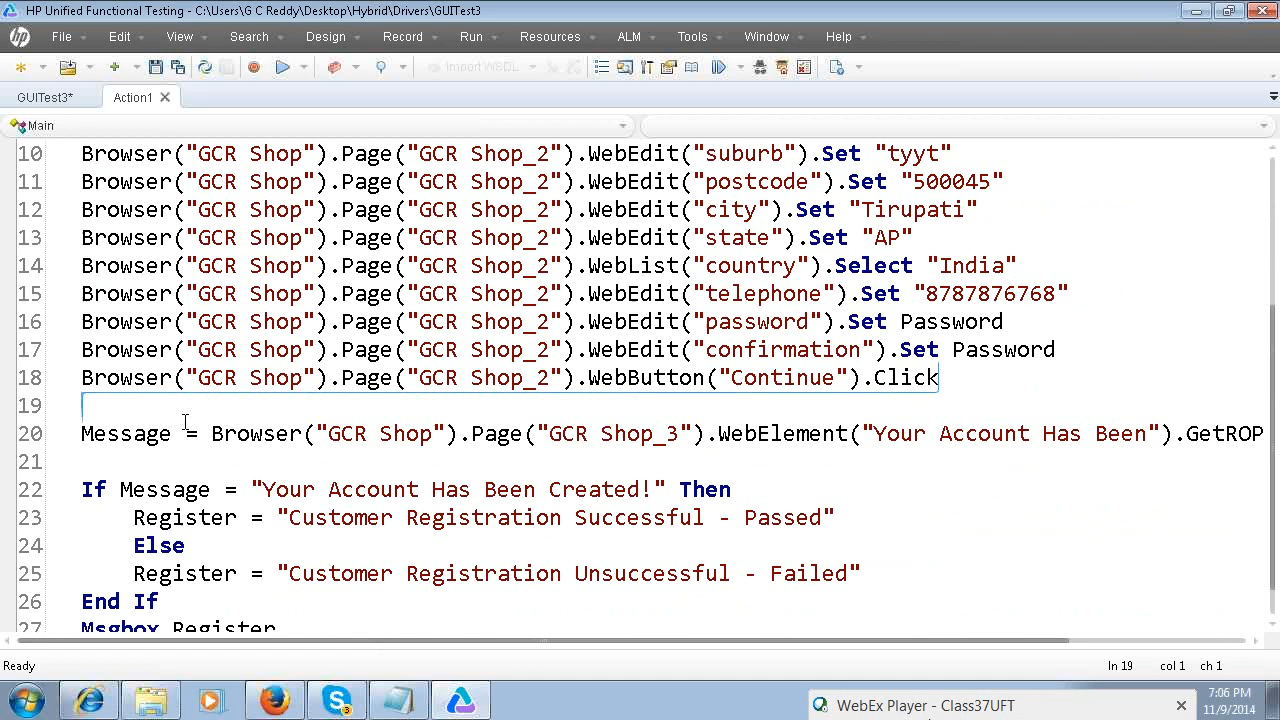 HP Unified Functional Testing - C:\Users\G C Reddy\Desktop\Hybrid\Drivers\GUITest3
hp File Edit View Search Design Record Run Resources ALM Tools Window Help
Import WSDL
GUITest3* Action1
Main
10 Browser("GCR Shop").Page("GCR Shop_2").WebEdit("suburb").Set "tyyt"
11 Browser("GCR Shop").Page("GCR Shop_2").WebEdit("postcode").Set "500045"
12 Browser("GCR Shop").Page("GCR Shop_2").WebEdit("city").Set "Tirupati"
13 Browser("GCR Shop").Page("GCR Shop_2").WebEdit("state").Set "AP"
14 Browser("GCR Shop").Page("GCR Shop_2").WebList("country").Select "India"
15 Browser("GCR Shop").Page("GCR Shop_2").WebEdit("telephone").Set "8787876768"
16 Browser("GCR Shop").Page("GCR Shop_2").WebEdit("password").Set Password
17 Browser("GCR Shop").Page("GCR Shop_2").WebEdit("confirmation").Set Password
18 Browser("GCR Shop").Page("GCR Shop_2").WebButton("Continue").Click
19
20 Message = Browser("GCR Shop").Page("GCR Shop_3").WebElement("Your Account Has Been").GetROP
21
22 If Message = "Your Account Has Been Created!" Then
23 Register = "Customer Registration Successful - Passed"
24 Else
25 Register = "Customer Registration Unsuccessful - Failed"
26 End If
27 Msgbox Register
Ready ln 19 col 1 ch 1
WebEx Player - Class37UFT
7:06 PM
11/9/2014